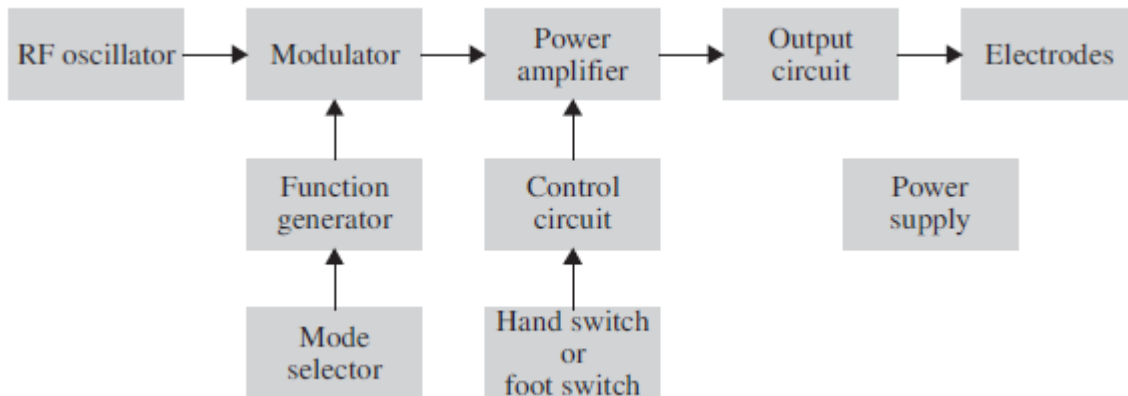 RF oscillator
Modulator
Power
amplifier
Output
circuit
Electrodes
Function
generator
Control
circuit
Power
supply
Mode
selector
Hand switch
or
foot switch